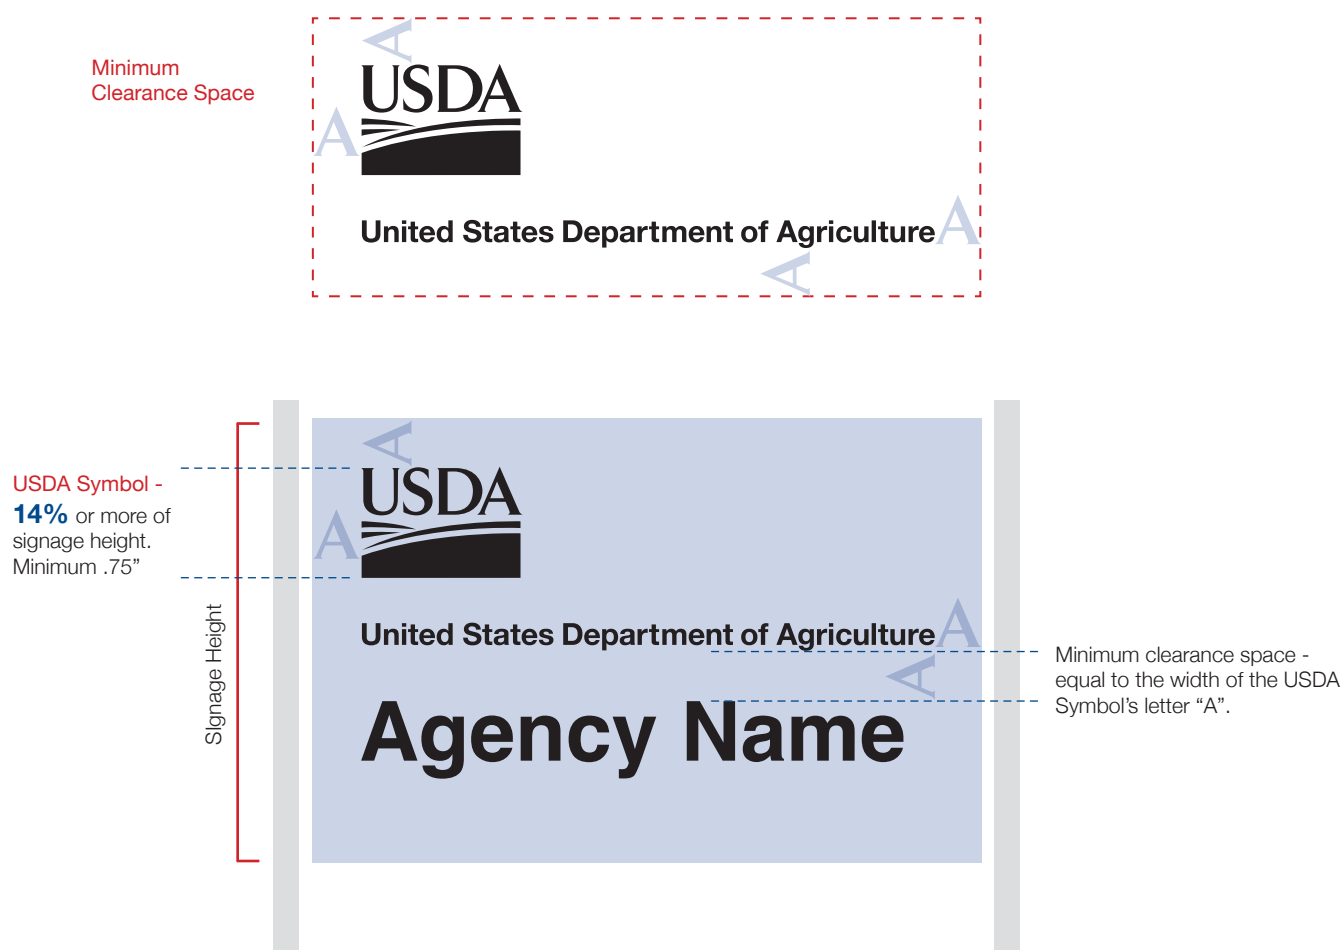 Minimum
Clearance Space
A
USDA
A
United States Department of Agriculture
A
A
USDA Symbol -
14% or more of
signage height.
Minimum .75”
SIgnage Height
A
USDA
A
United States Department of Agriculture
A
A
Agency Name
Minimum clearance space -
equal to the width of the USDA
Symbol’s letter “A”.